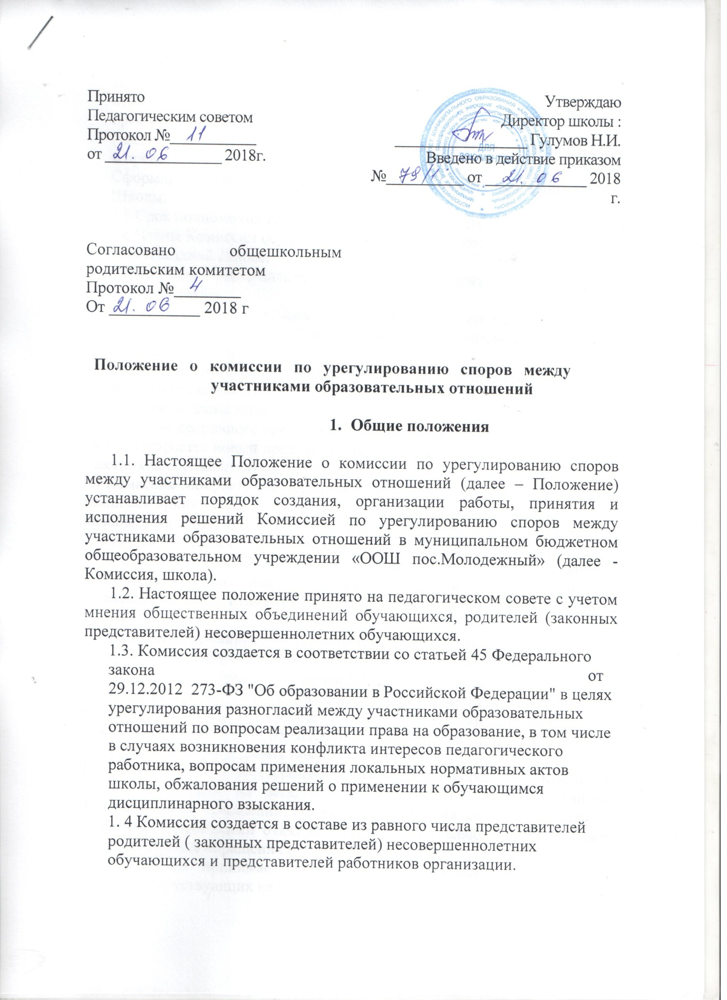 Принято
Педагогическим советом
Протокол № 11
от 21. 06 2018г.
Утверждаю
Директор школы :
Гулумов Н.И.
Введено в действие приказом
№ 79/1 от 21. 06 2018
г.
ДЛЯ
ДОКУМЕНТОВ
Согласовано общешкольным
родительским комитетом
Протокол № 4
От 21. 06 2018 г
Положение о комиссии по урегулированию споров между
участниками образовательных отношений
1. Общие положения
1.1. Настоящее Положение о комиссии по урегулированию споров
между участниками образовательных отношений (далее – Положение)
устанавливает порядок создания, организации работы, принятия и
исполнения решений Комиссией по урегулированию споров между
участниками образовательных отношений в муниципальном бюджетном
общеобразовательном учреждении «ООШ пос.Молодежный» (далее -
Комиссия, школа).
1.2. Настоящее положение принято на педагогическом совете с учетом
мнения общественных объединений обучающихся, родителей (законных
представителей) несовершеннолетних обучающихся.
1.3. Комиссия создается в соответствии со статьей 45 Федерального
закона от
29.12.2012 273-ФЗ "Об образовании в Российской Федерации" в целях
урегулирования разногласий между участниками образовательных
отношений по вопросам реализации права на образование, в том числе
в случаях возникновения конфликта интересов педагогического
работника, вопросам применения локальных нормативных актов
школы, обжалования решений о применении к обучающимся
дисциплинарного взыскания.
1. 4 Комиссия создается в составе из равного числа представителей
родителей ( законных представителей) несовершеннолетних
обучающихся и представителей работников организации.